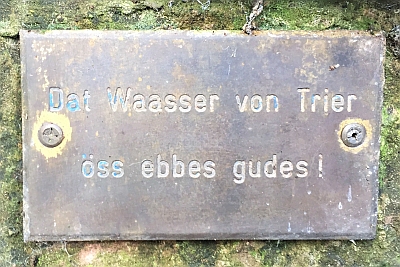 Dat Waasser von Trier
öss ebbes gudes!